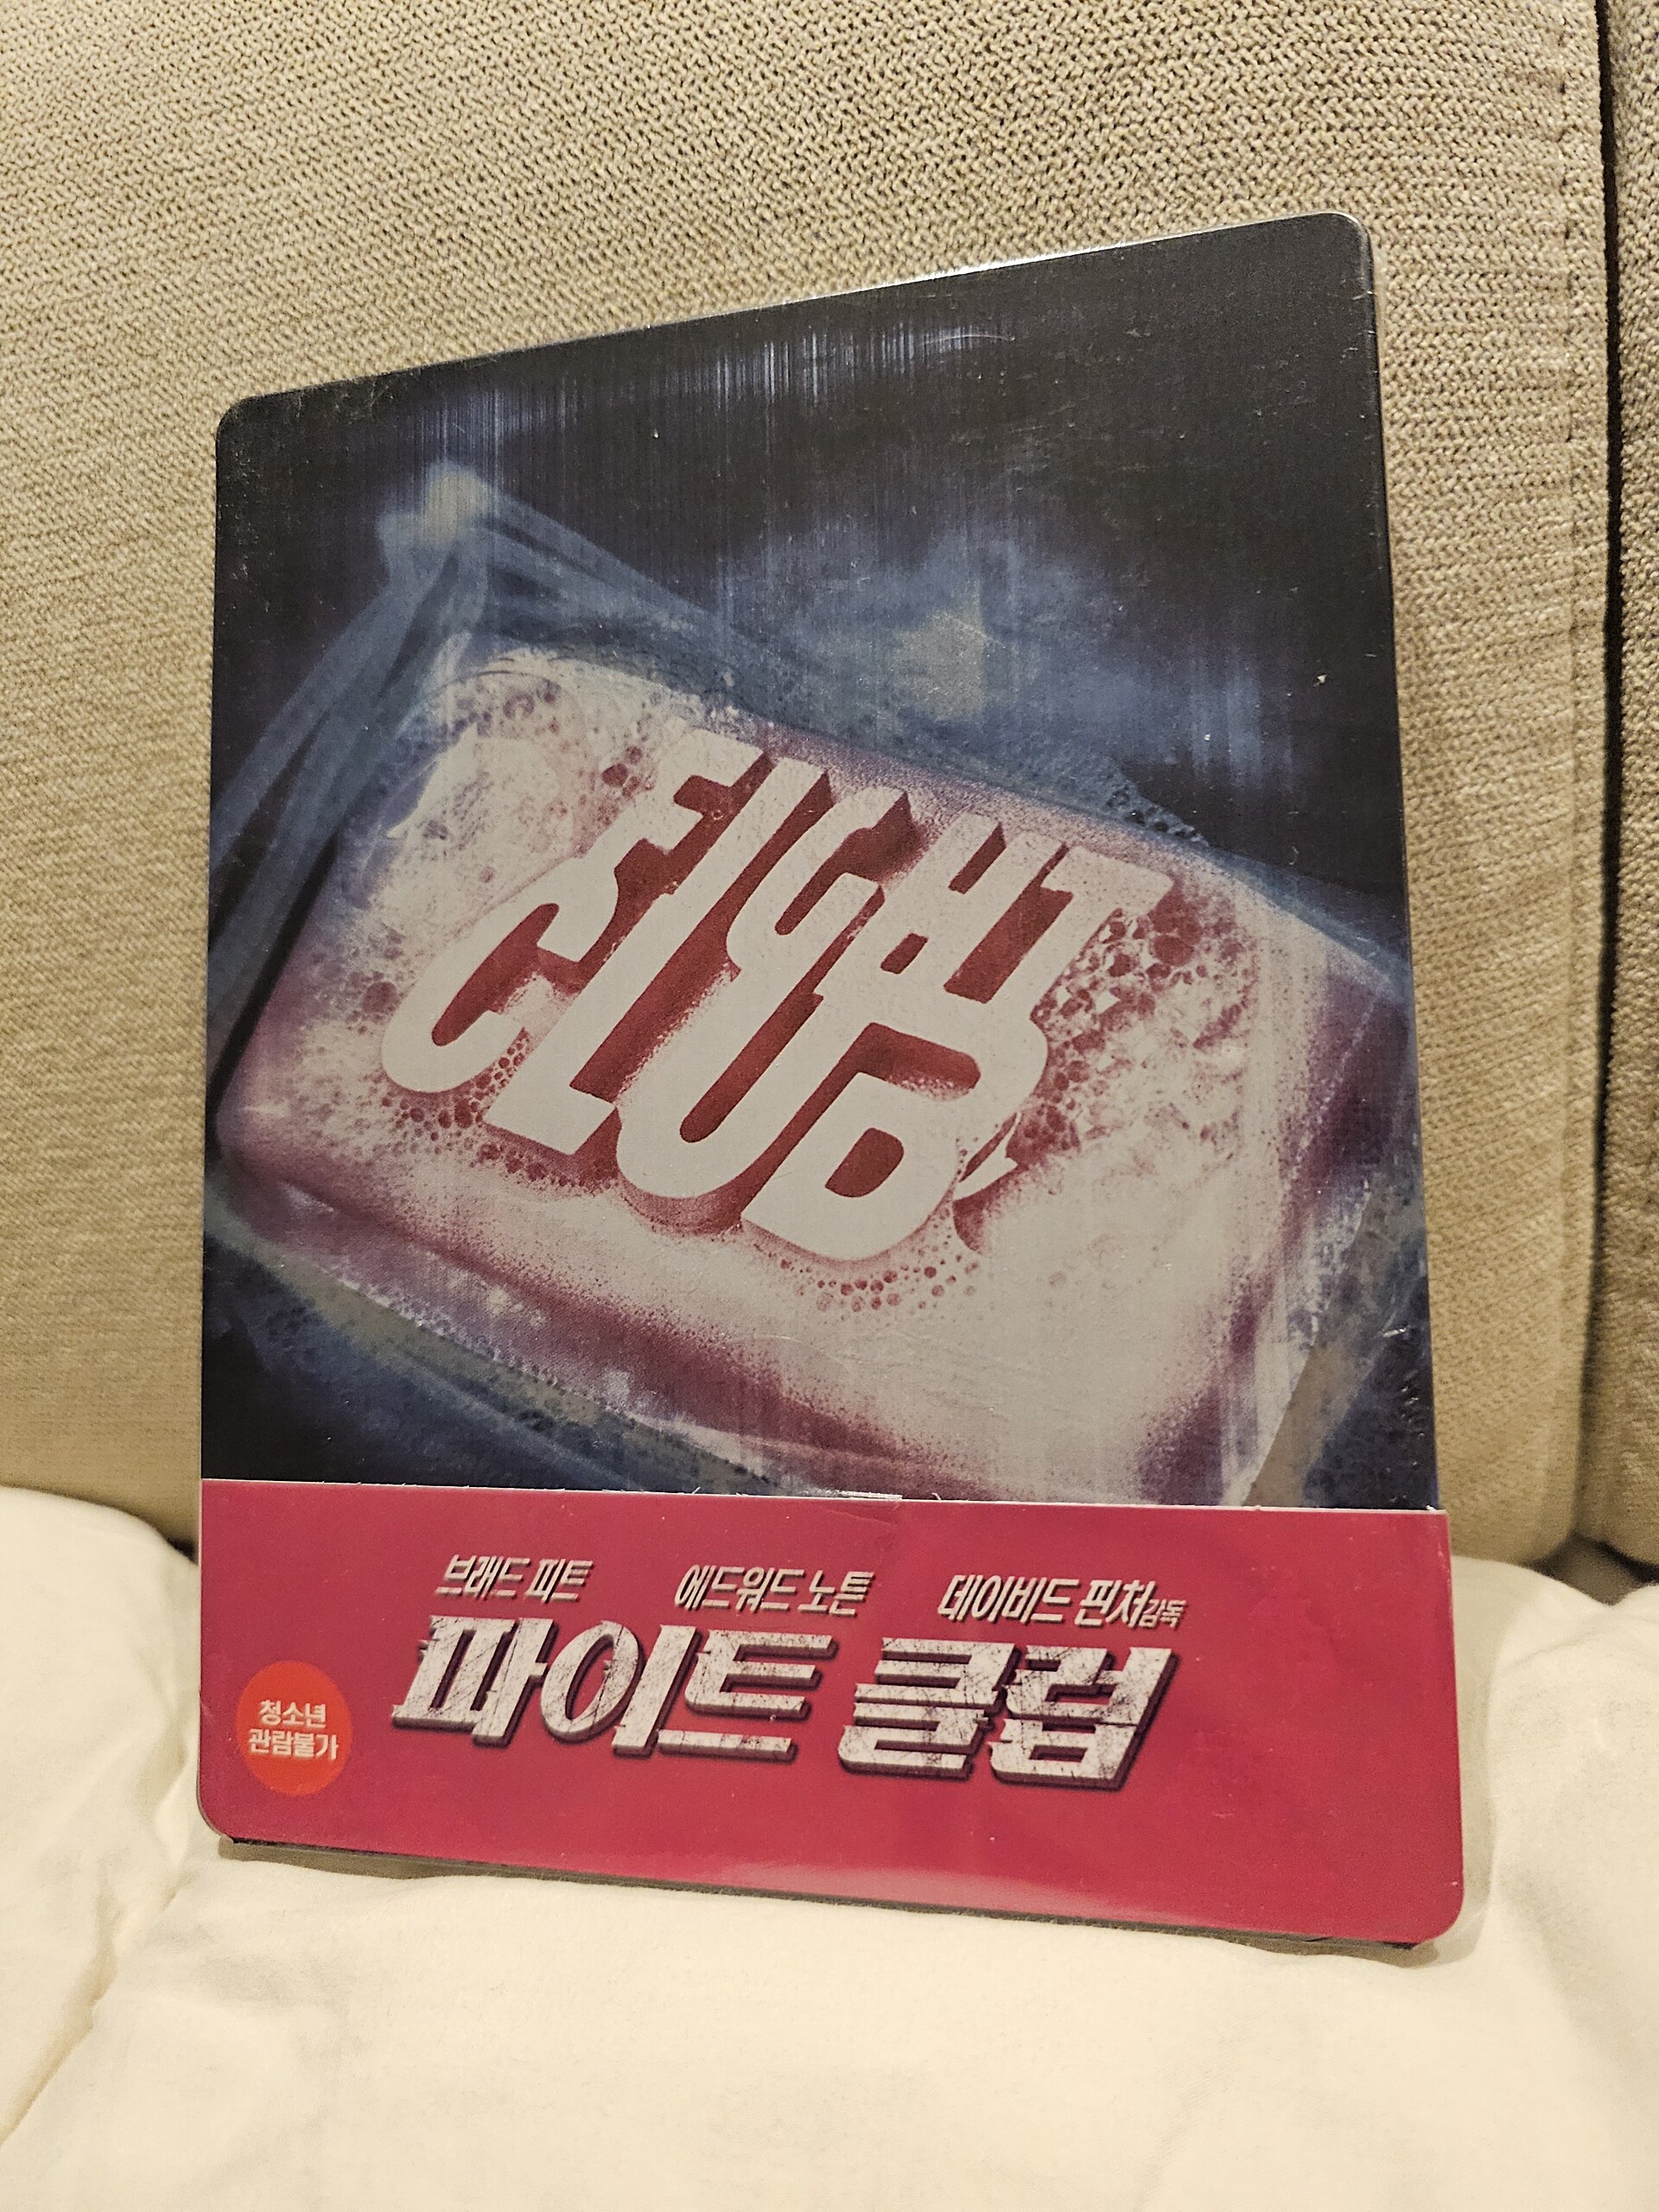 FIGHT
CLUB
브래드 피트 에드워드 노튼 데이비드 핀처 감독
파이트 클럽
청소년
관람불가